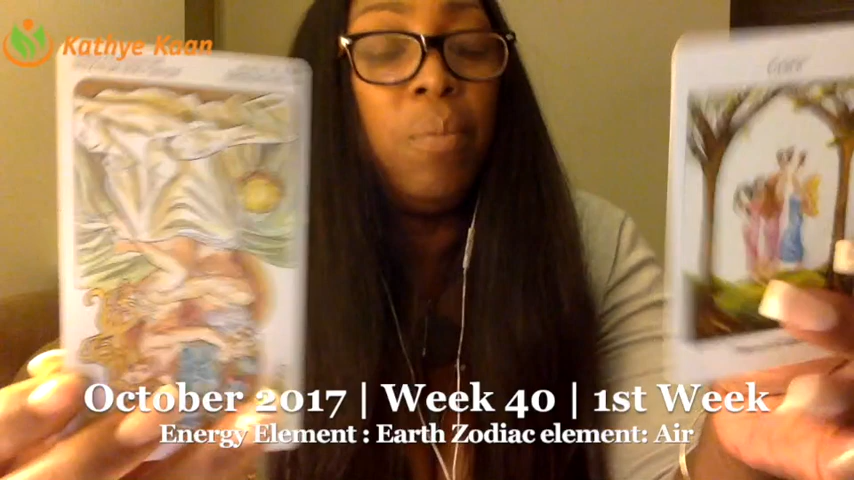 Kathye Kaan
October 2017 | Week 40 | 1st Week
Energy Element : Earth Zodiac element: Air